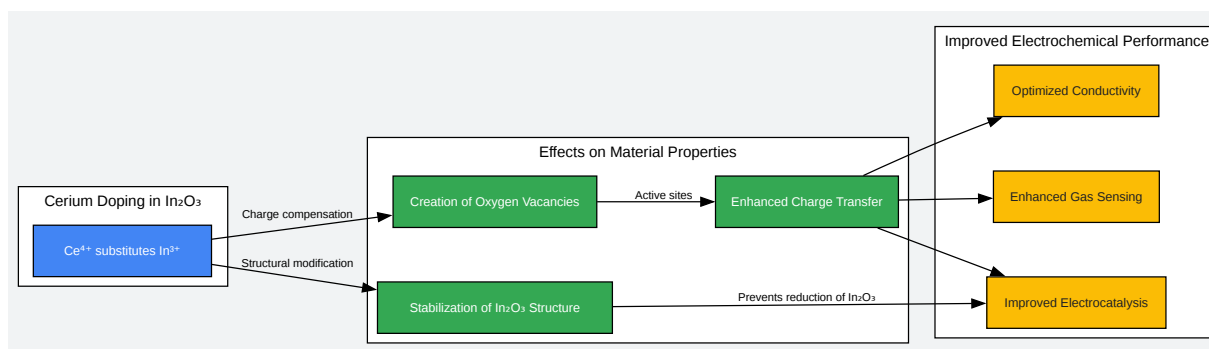 Cerium Doping in In₂O₃
Ce⁴⁺ substitutes In³⁺
Charge compensation
Structural modification
Effects on Material Properties
Creation of Oxygen Vacancies
Active sites
Enhanced Charge Transfer
Stabilization of In₂O₃ Structure
Prevents reduction of In₂O₃
Improved Electrochemical Performance
Optimized Conductivity
Enhanced Gas Sensing
Improved Electrocatalysis